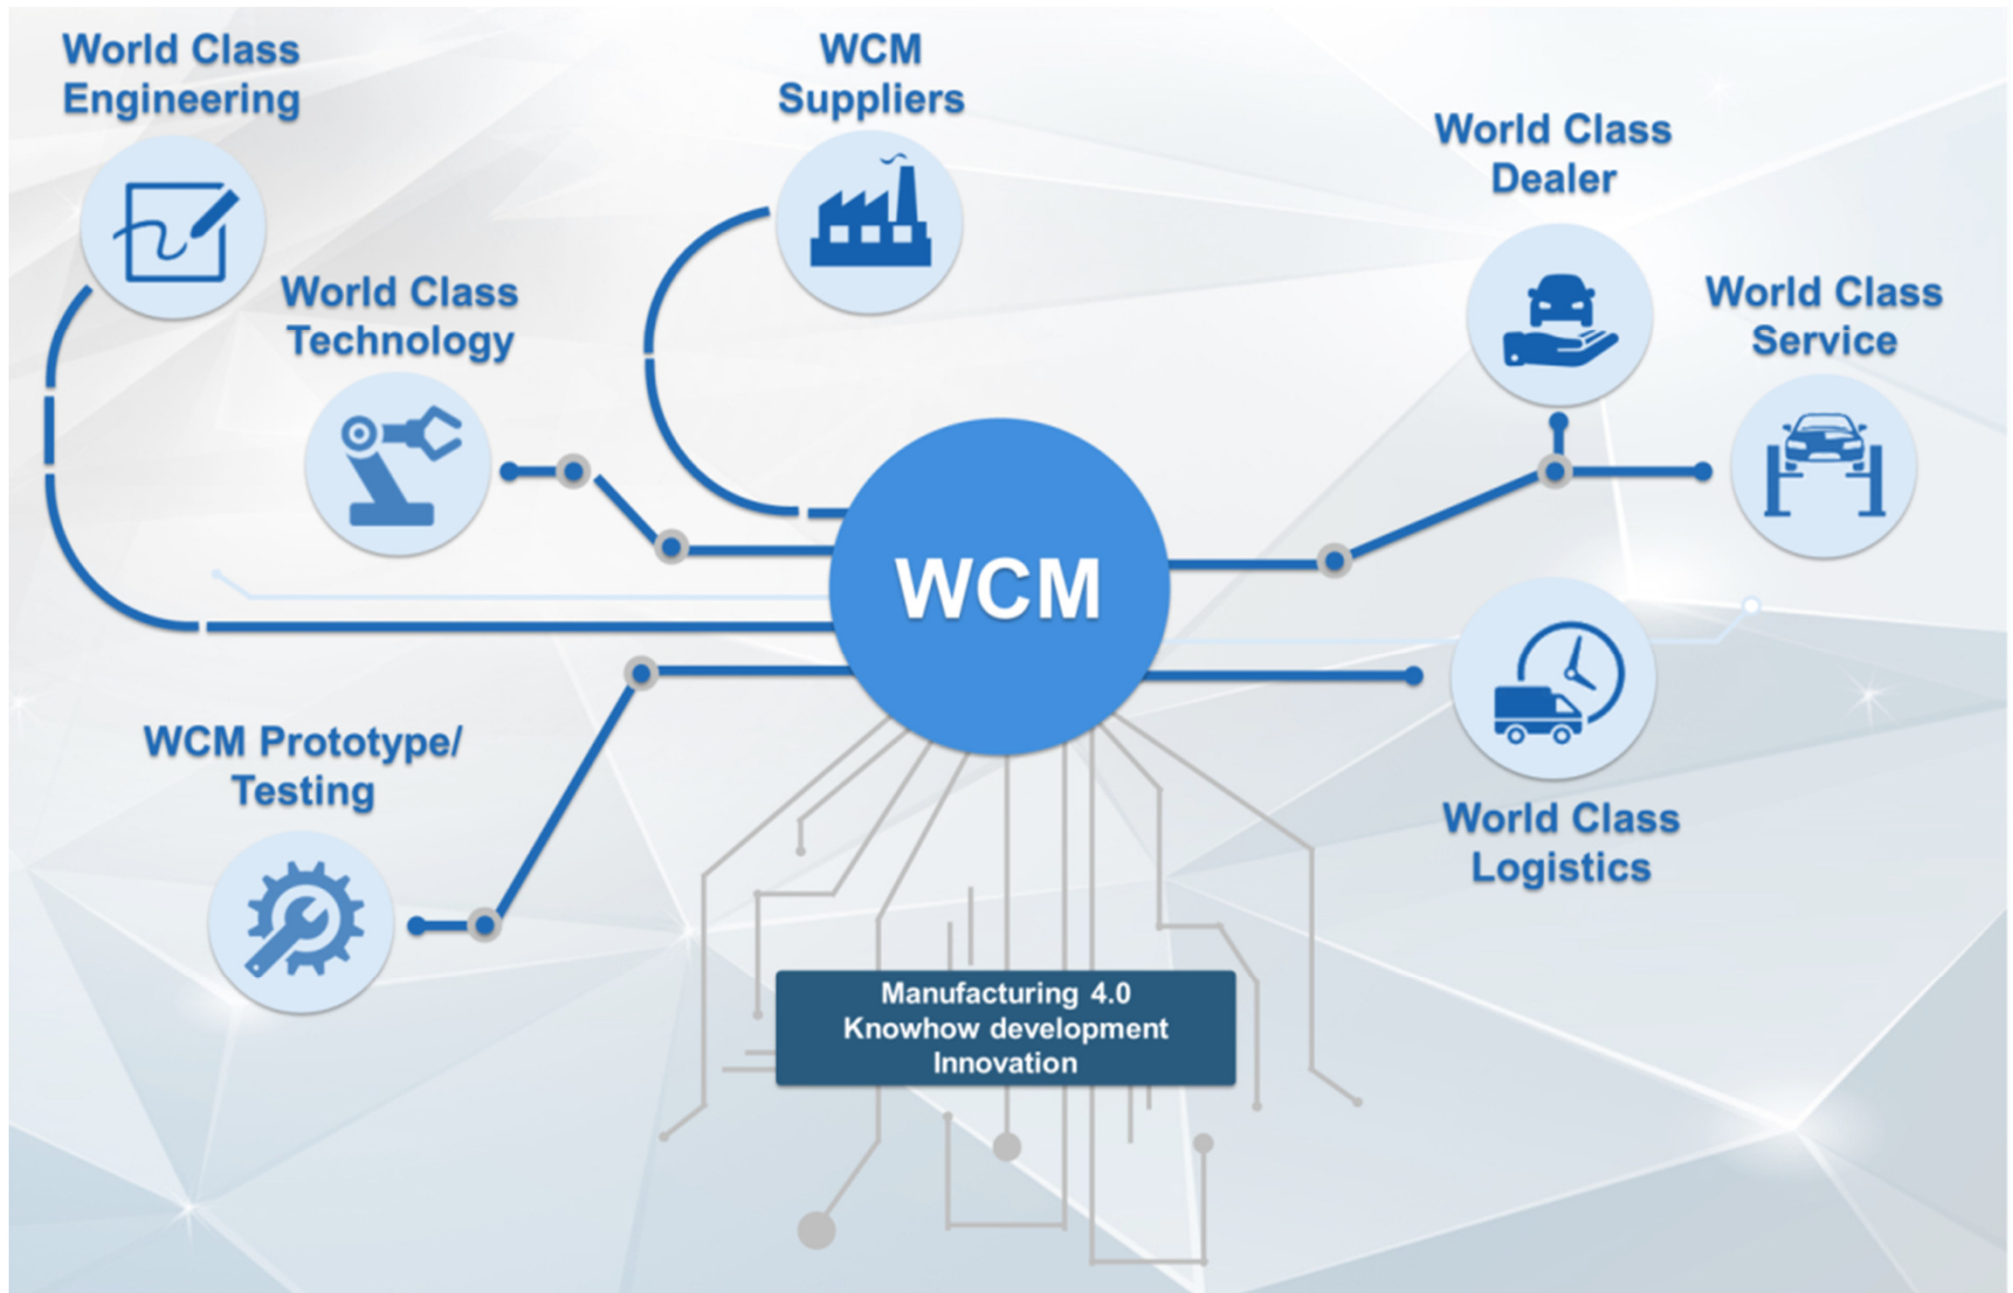 World Class
Engineering
WCM
Suppliers
World Class
Dealer
World Class
Technology
World Class
Service
WCM
WCM Prototype/
Testing
World Class
Logistics
Manufacturing 4.0
Knowhow development
Innovation